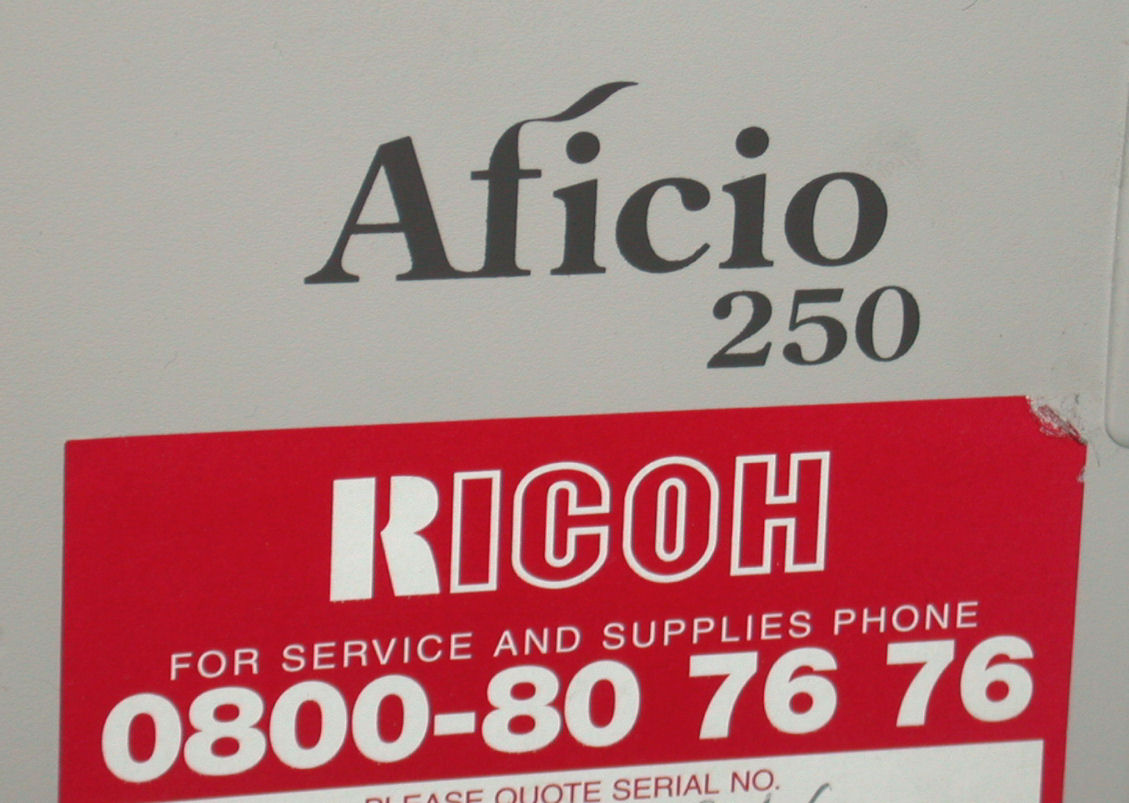 Aficio
250
RICOH
FOR SERVICE AND SUPPLIES PHONE
0800-80 76 76
PLEASE QUOTE SERIAL NO.